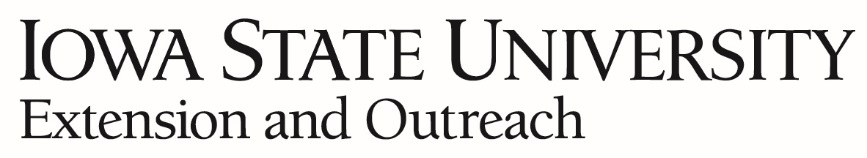 IOWA STATE UNIVERSITY
Extension and Outreach